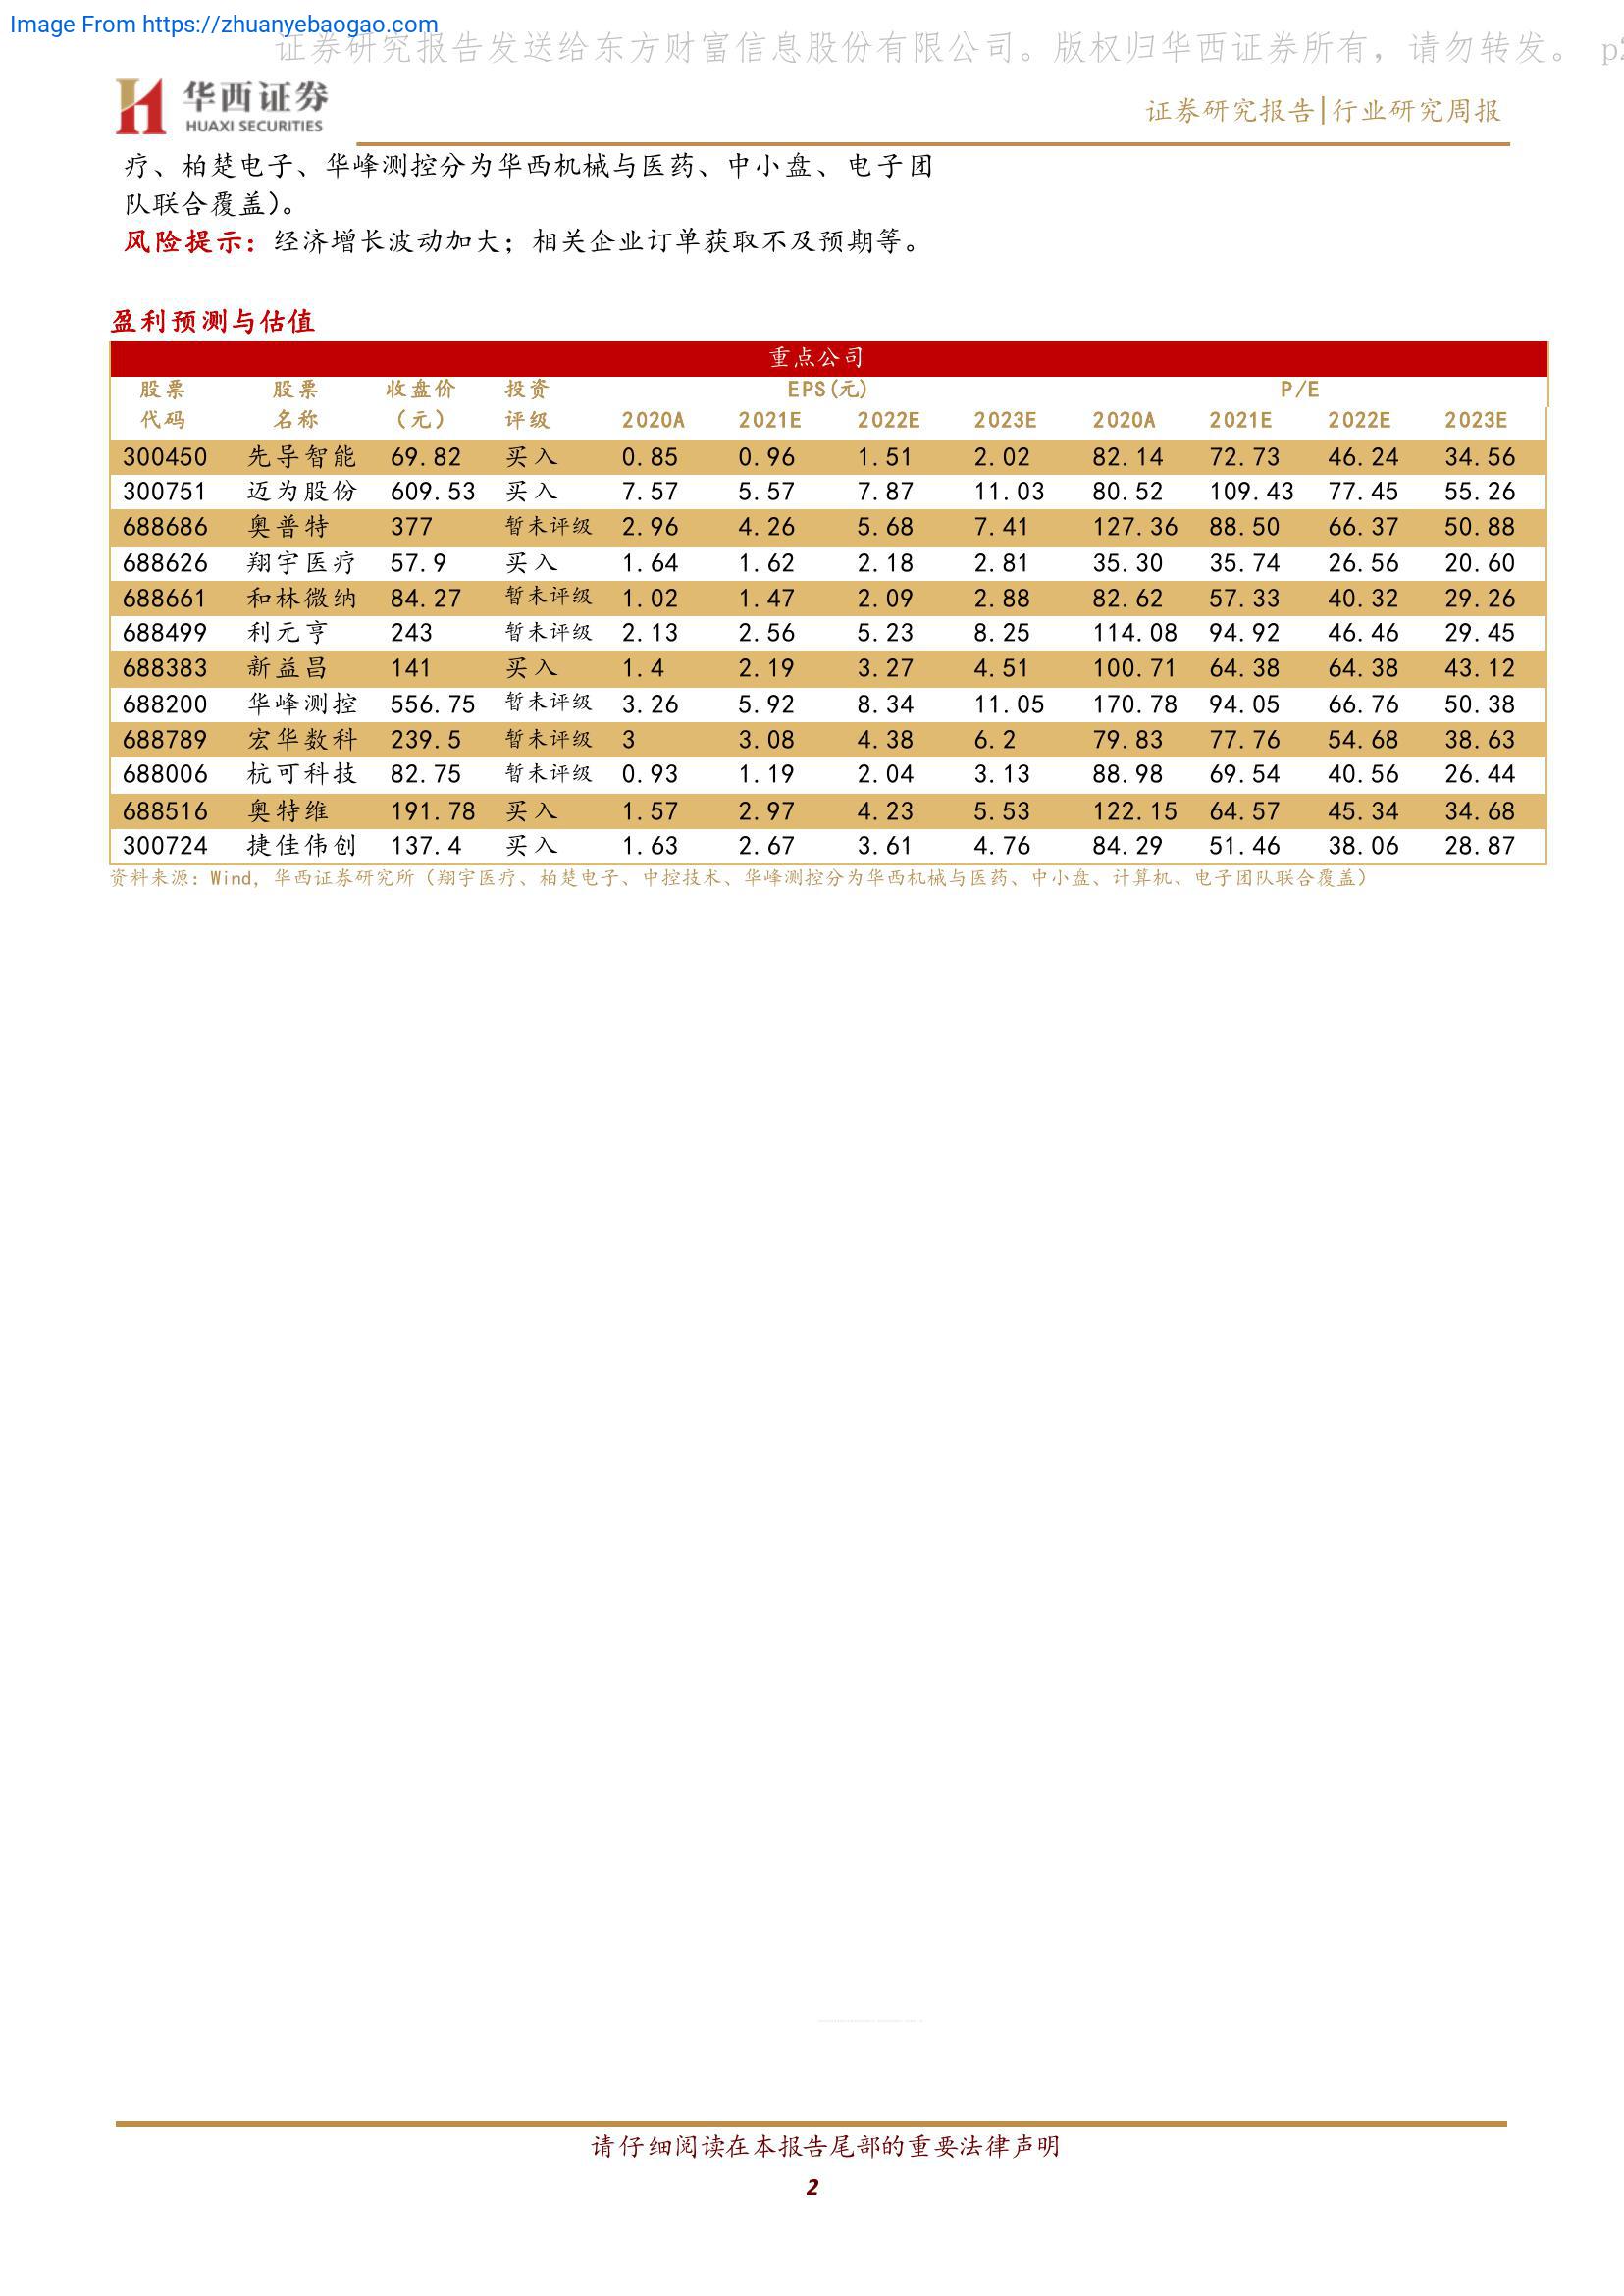 Image From https://zhuanyebaogao.com
证券研究报告发送给东方财富信息股份有限公司。版权归华西证券所有，请勿转发。 p2
华西证券
HUAXI SECURITIES
证券研究报告|行业研究周报
疗、柏楚电子、华峰测控分为华西机械与医药、中小盘、电子团
队联合覆盖)。
风险提示：经济增长波动加大；相关企业订单获取不及预期等。
盈利预测与估值
重点公司
股票 股票 收盘价 投资 EPS(元) P/E
代码 名称 （元） 评级 2020A 2021E 2022E 2023E 2020A 2021E 2022E 2023E
300450 先导智能 69.82 买入 0.85 0.96 1.51 2.02 82.14 72.73 46.24 34.56
300751 迈为股份 609.53 买入 7.57 5.57 7.87 11.03 80.52 109.43 77.45 55.26
688686 奥普特 377 暂未评级 2.96 4.26 5.68 7.41 127.36 88.50 66.37 50.88
688626 翔宇医疗 57.9 买入 1.64 1.62 2.18 2.81 35.30 35.74 26.56 20.60
688661 和林微纳 84.27 暂未评级 1.02 1.47 2.09 2.88 82.62 57.33 40.32 29.26
688499 利元亨 243 暂未评级 2.13 2.56 5.23 8.25 114.08 94.92 46.46 29.45
688383 新益昌 141 买入 1.4 2.19 3.27 4.51 100.71 64.38 64.38 43.12
688200 华峰测控 556.75 暂未评级 3.26 5.92 8.34 11.05 170.78 94.05 66.76 50.38
688789 宏华数科 239.5 暂未评级 3 3.08 4.38 6.2 79.83 77.76 54.68 38.63
688006 杭可科技 82.75 暂未评级 0.93 1.19 2.04 3.13 88.98 69.54 40.56 26.44
688516 奥特维 191.78 买入 1.57 2.97 4.23 5.53 122.15 64.57 45.34 34.68
300724 捷佳伟创 137.4 买入 1.63 2.67 3.61 4.76 84.29 51.46 38.06 28.87
资料来源：Wind, 华西证券研究所（翔宇医疗、柏楚电子、中控技术、华峰测控分为华西机械与医药、中小盘、计算机、电子团队联合覆盖）
请仔细阅读在本报告尾部的重要法律声明
2